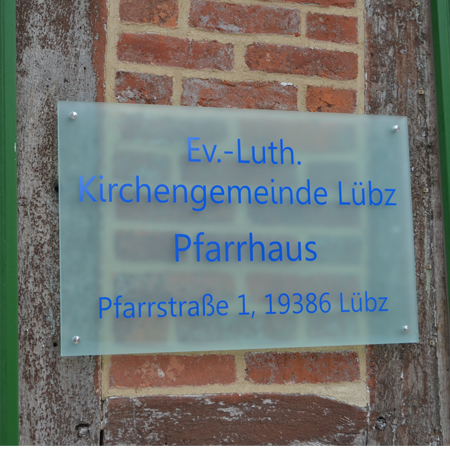 Ev.-Luth.
Kirchengemeinde Lübz
Pfarrhaus
Pfarrstraße 1, 19386 Lübz